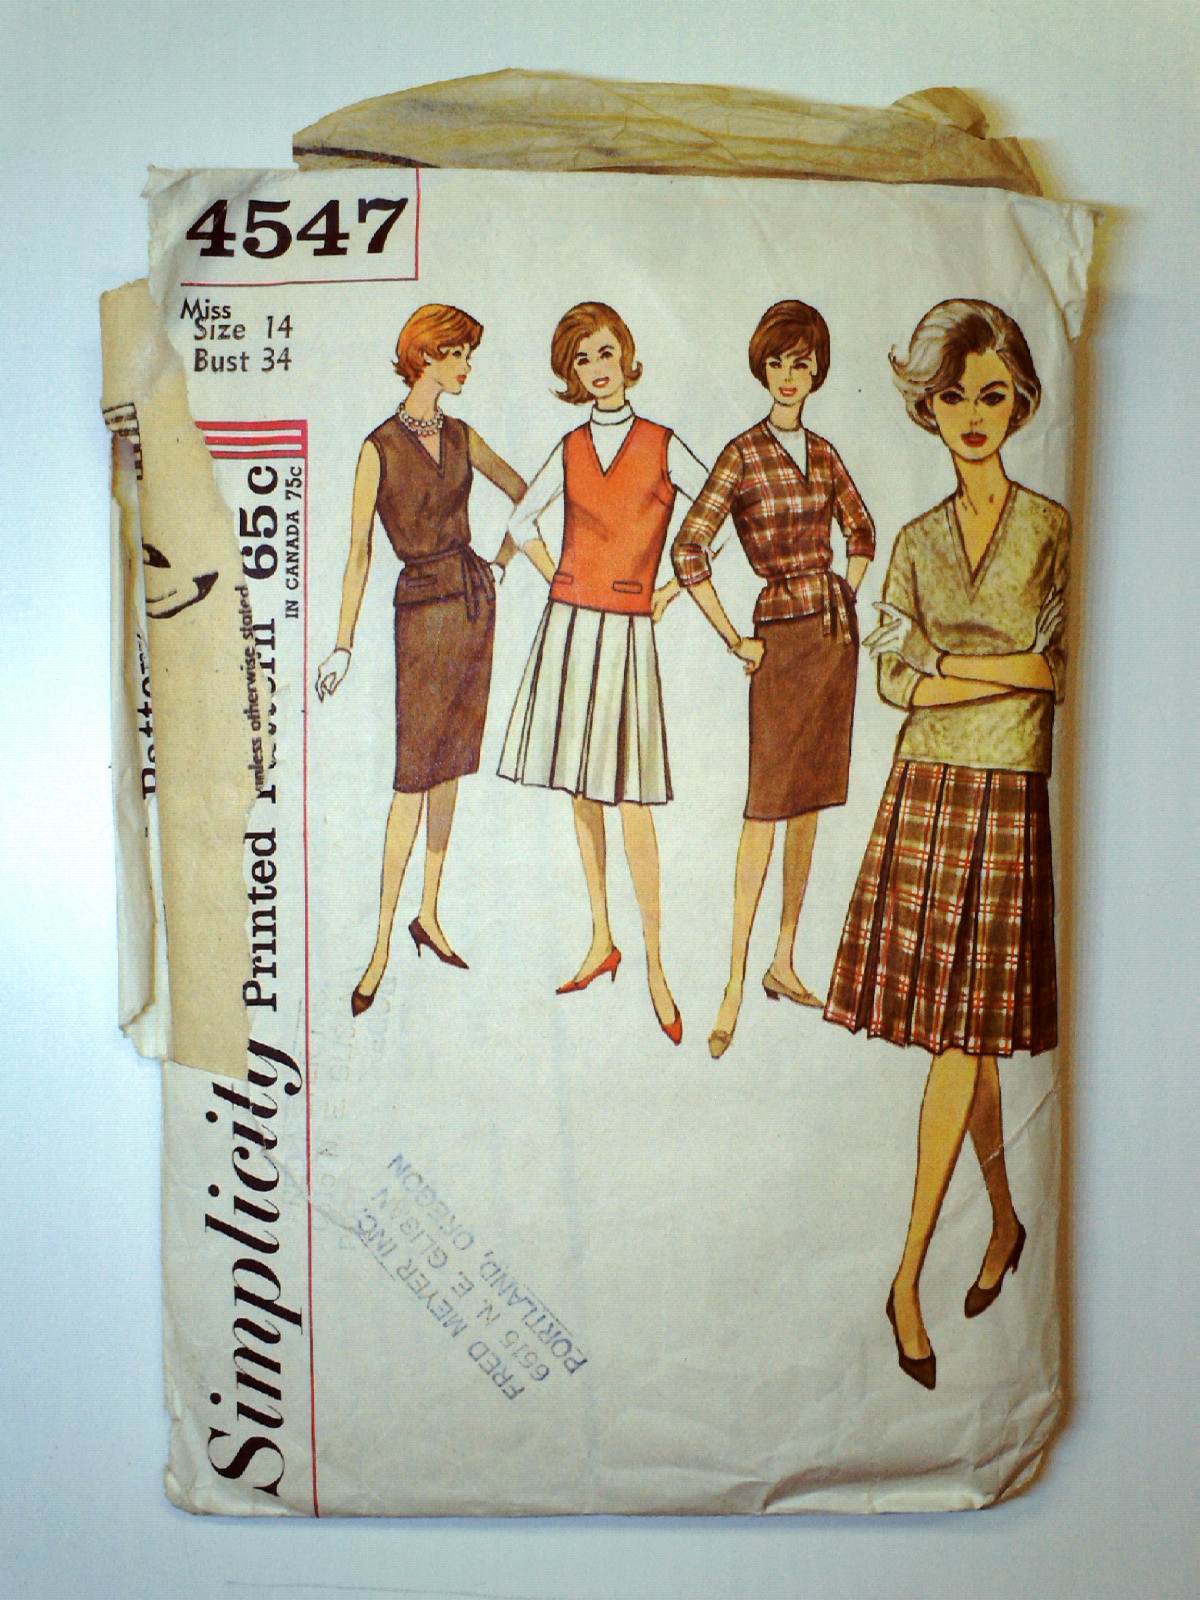 4547
Miss
Size 14
Bust 34
Simplicity Printed Pattern 65c
unless otherwise stated
IN CANADA 75c
FRED MEYER INC.
6515 N. E. GLISAN
PORTLAND, OREGON